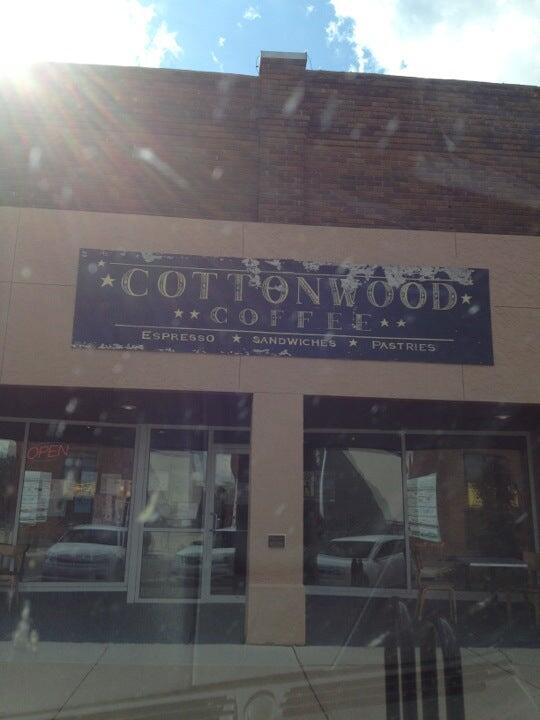 COTTONWOOD
COFFEE
ESPRESSO ★ SANDWICHES ★ PASTRIES
OPEN